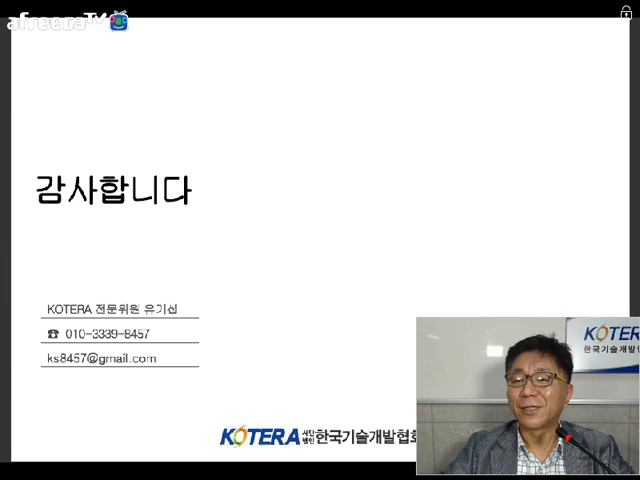 afreecaTV
감사합니다
KOTERA 전문위원 유기섭
☎ 010-3339-8457
ks8457@gmail.com
KOTERA 사단법인 한국기술개발협회
KOTER
한국기술개발